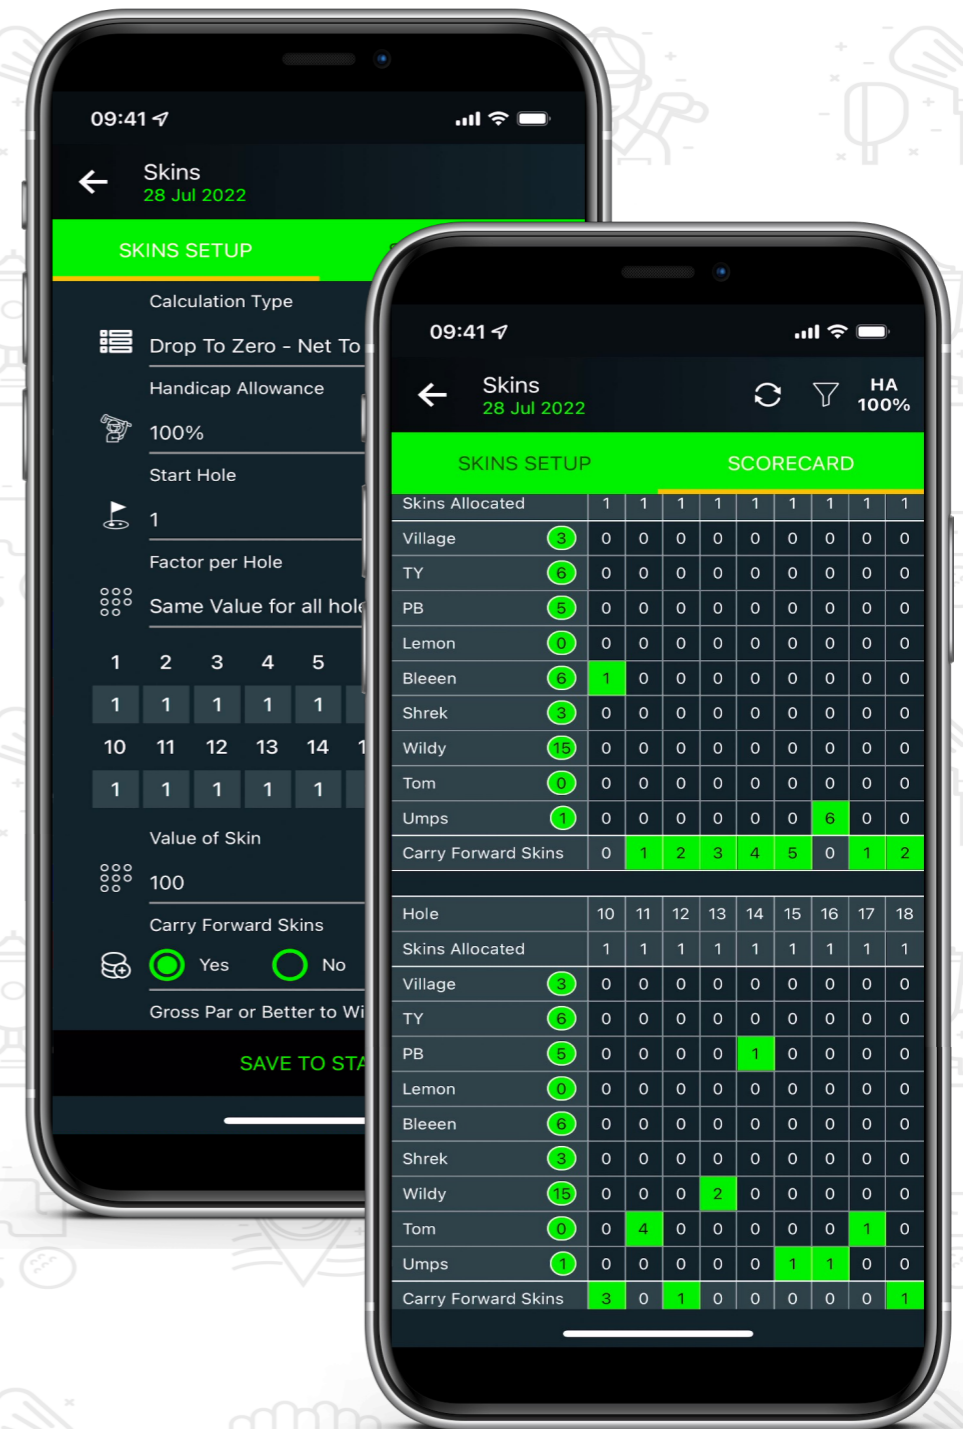 09:41
Skins
28 Jul 2022
SKINS SETUP
Calculation Type
Drop To Zero - Net To
Handicap Allowance
100%
Start Hole
1
Factor per Hole
Same Value for all hole
1 2 3 4 5
1 1 1 1 1
10 11 12 13 14 1
1 1 1 1 1
Value of Skin
100
Carry Forward Skins
Yes No
Gross Par or Better to Wi
SAVE TO STA
09:41
Skins
28 Jul 2022
HA
100%
SKINS SETUP SCORECARD
Skins Allocated 1 1 1 1 1 1 1 1 1
Village 3 0 0 0 0 0 0 0 0 0
TY 6 0 0 0 0 0 0 0 0 0
PB 5 0 0 0 0 0 0 0 0 0
Lemon 0 0 0 0 0 0 0 0 0 0
Bleeen 6 1 0 0 0 0 0 0 0 0
Shrek 3 0 0 0 0 0 0 0 0 0
Wildy 15 0 0 0 0 0 0 0 0 0
Tom 0 0 0 0 0 0 0 0 0 0
Umps 1 0 0 0 0 0 0 6 0 0
Carry Forward Skins 0 1 2 3 4 5 0 1 2
Hole 10 11 12 13 14 15 16 17 18
Skins Allocated 1 1 1 1 1 1 1 1 1
Village 3 0 0 0 0 0 0 0 0 0
TY 6 0 0 0 0 0 0 0 0 0
PB 5 0 0 0 0 1 0 0 0 0
Lemon 0 0 0 0 0 0 0 0 0 0
Bleeen 6 0 0 0 0 0 0 0 0 0
Shrek 3 0 0 0 0 0 0 0 0 0
Wildy 15 0 0 0 2 0 0 0 0 0
Tom 0 0 4 0 0 0 0 0 1 0
Umps 1 0 0 0 0 0 1 1 0 0
Carry Forward Skins 3 0 1 0 0 0 0 0 1